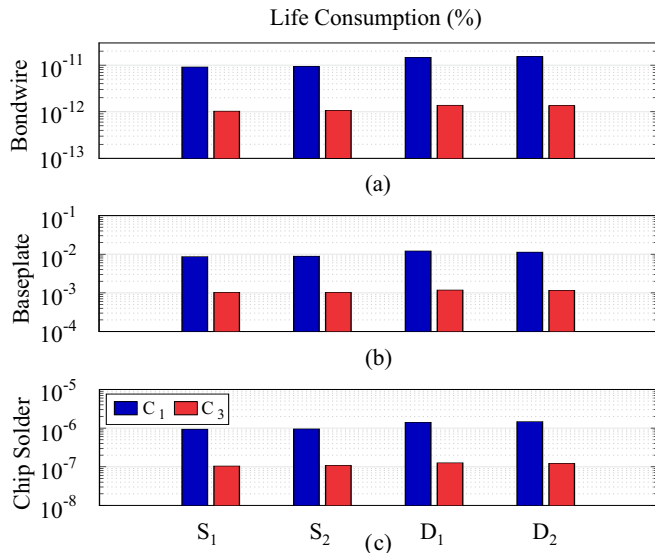 Life Consumption (%)
Bondwire
10⁻¹¹
10⁻¹²
10⁻¹³
(a)
Baseplate
10⁻¹
10⁻²
10⁻³
10⁻⁴
(b)
Chip Solder
10⁻⁵
10⁻⁶
10⁻⁷
10⁻⁸
C₁ C₃
S₁ S₂ D₁ D₂
(c)